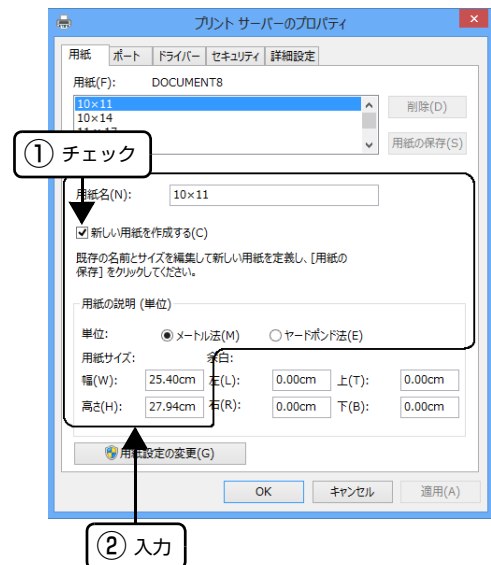 プリント サーバーのプロパティ
用紙 ポート ドライバー セキュリティ 詳細設定
用紙(F): DOCUMENT8
10×11
削除(D)
10×14
① チェック
用紙の保存(S)
用紙名(N): 10×11
新しい用紙を作成する(C)
既存の名前とサイズを編集して新しい用紙を定義し、[用紙の
保存] をクリックしてください。
用紙の説明 (単位)
単位: メートル法(M) ヤードポンド法(E)
用紙サイズ: 余白:
幅(W): 25.40cm 左(L): 0.00cm 上(T): 0.00cm
高さ(H): 27.94cm 右(R): 0.00cm 下(B): 0.00cm
用紙設定の変更(G)
OK キャンセル 適用(A)
② 入力